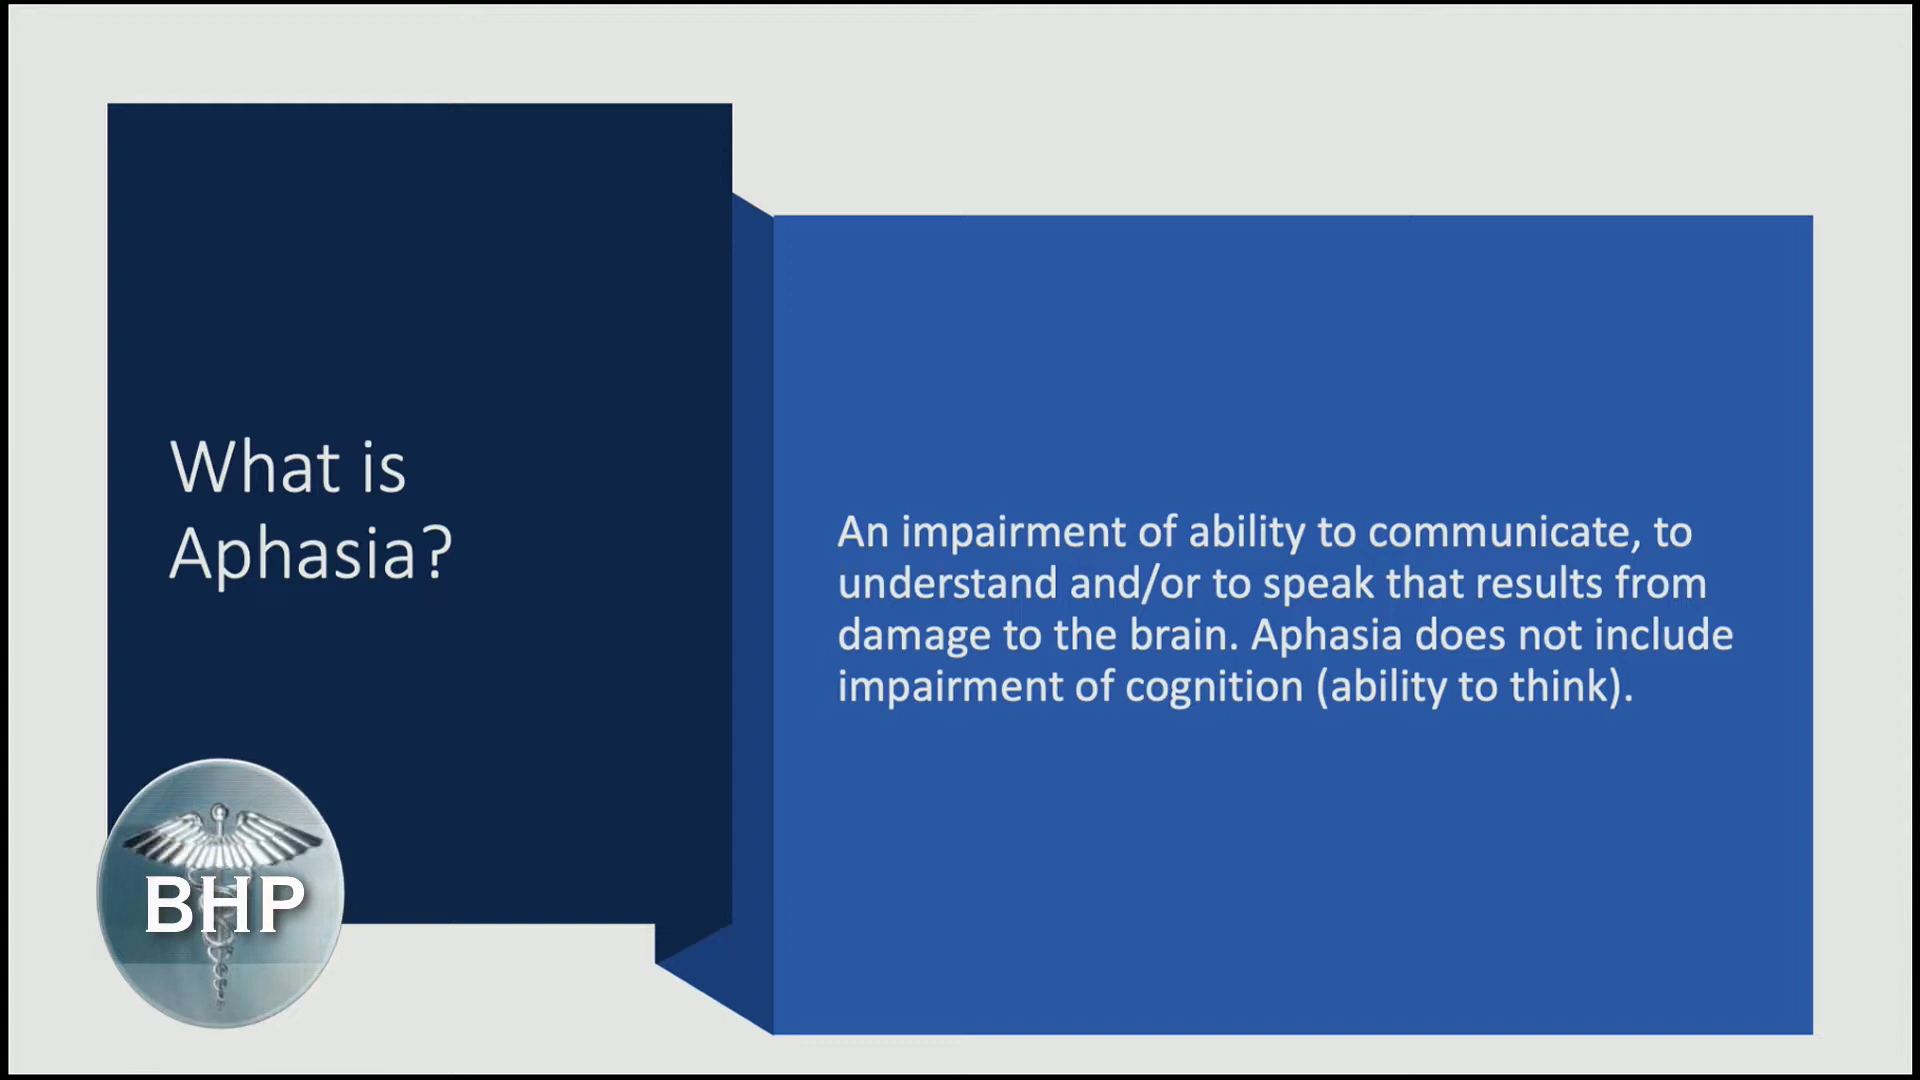 What is
Aphasia?
An impairment of ability to communicate, to
understand and/or to speak that results from
damage to the brain. Aphasia does not include
impairment of cognition (ability to think).
BHP